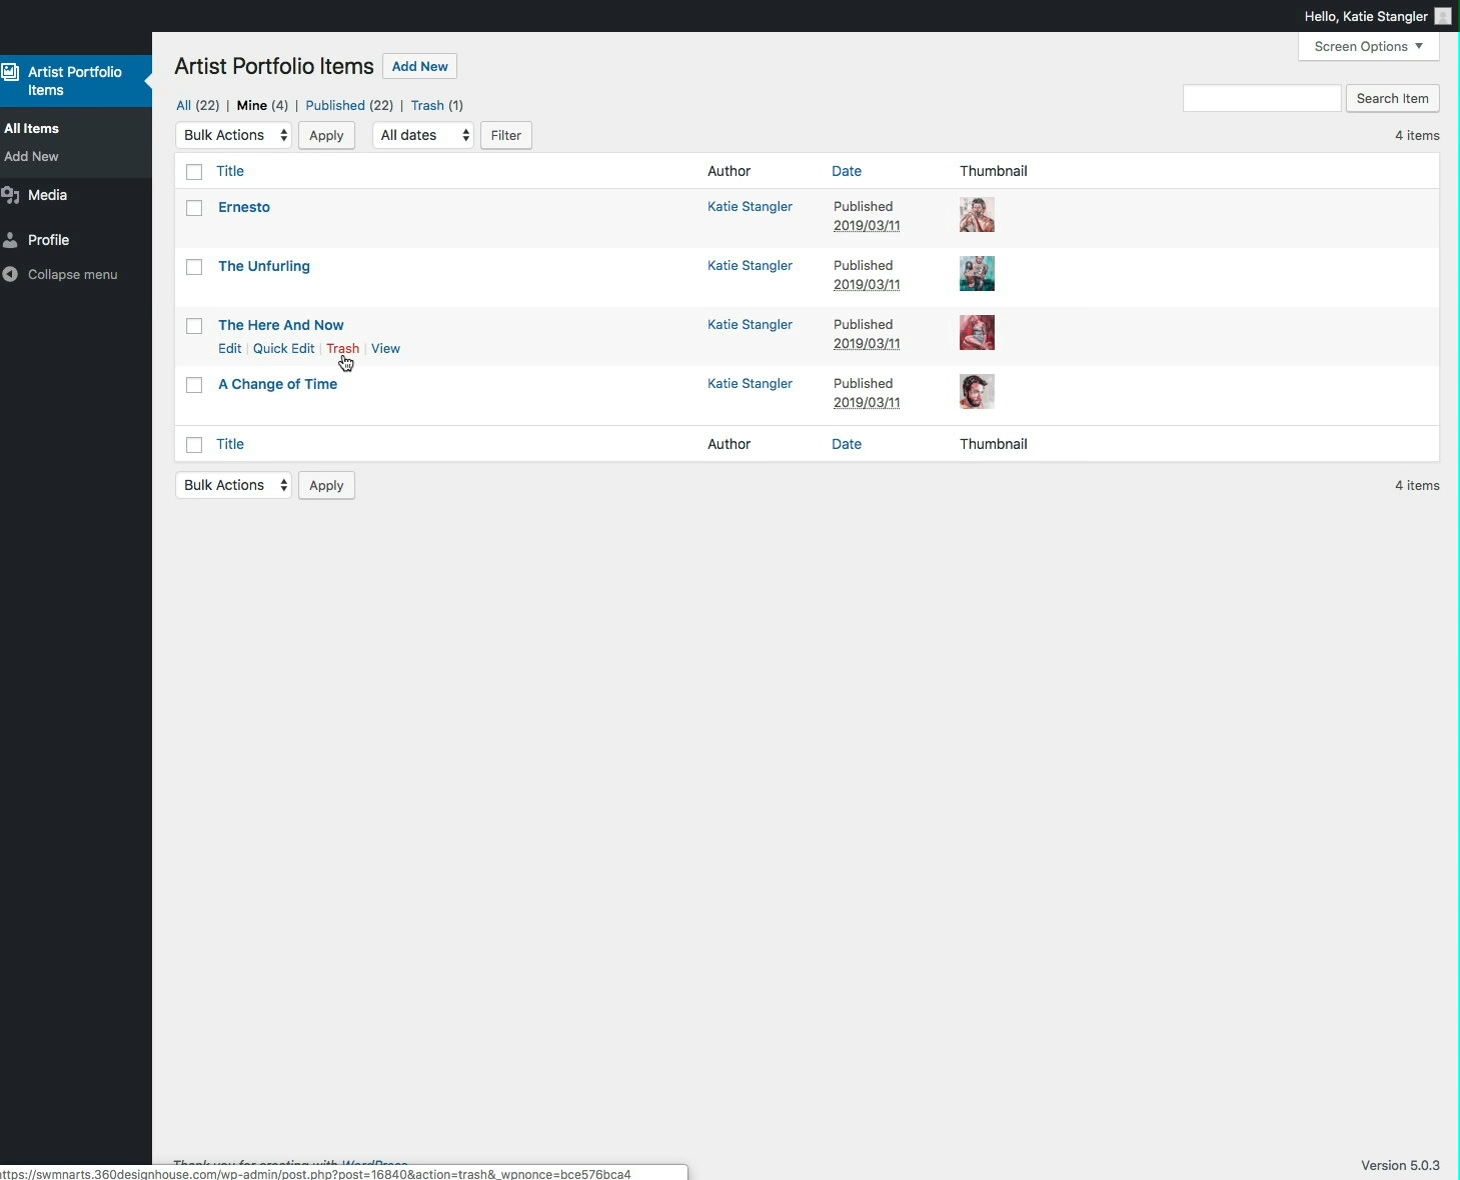 Hello, Katie Stangler
Screen Options ▼
Artist Portfolio
Items
All Items
Add New
Media
Profile
Collapse menu
Artist Portfolio Items Add New
All (22) | Mine (4) | Published (22) | Trash (1)
Search Item
Bulk Actions Apply All dates Filter 4 items
Title Author Date Thumbnail
Ernesto Katie Stangler Published
2019/03/11
The Unfurling Katie Stangler Published
2019/03/11
The Here And Now Katie Stangler Published
Edit | Quick Edit | Trash | View 2019/03/11
A Change of Time Katie Stangler Published
2019/03/11
Title Author Date Thumbnail
Bulk Actions Apply 4 items
Thank you for creating with WordPress Version 5.0.3
ttps://swmnarts.360designhouse.com/wp-admin/post.php?post=16840&action=trash&_wpnonce=bce576bca4